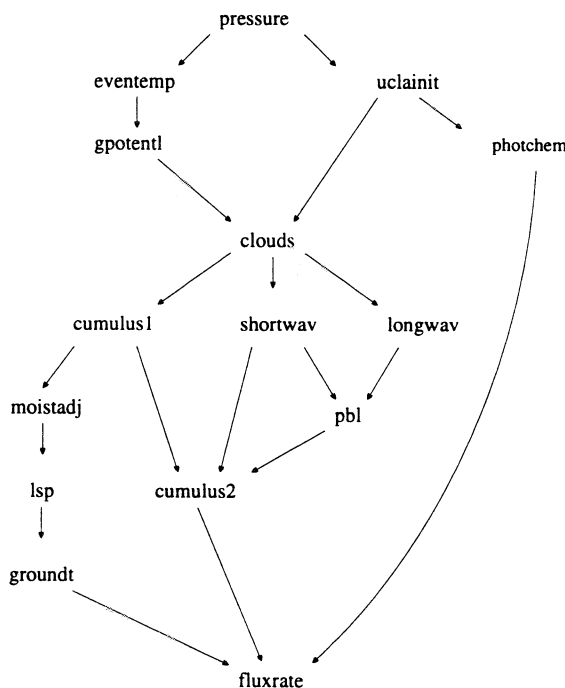 pressure
eventemp
uclainit
gpotentl
photchem
clouds
cumulus1
shortwav
longwav
moistadj
pbl
lsp
cumulus2
groundt
fluxrate